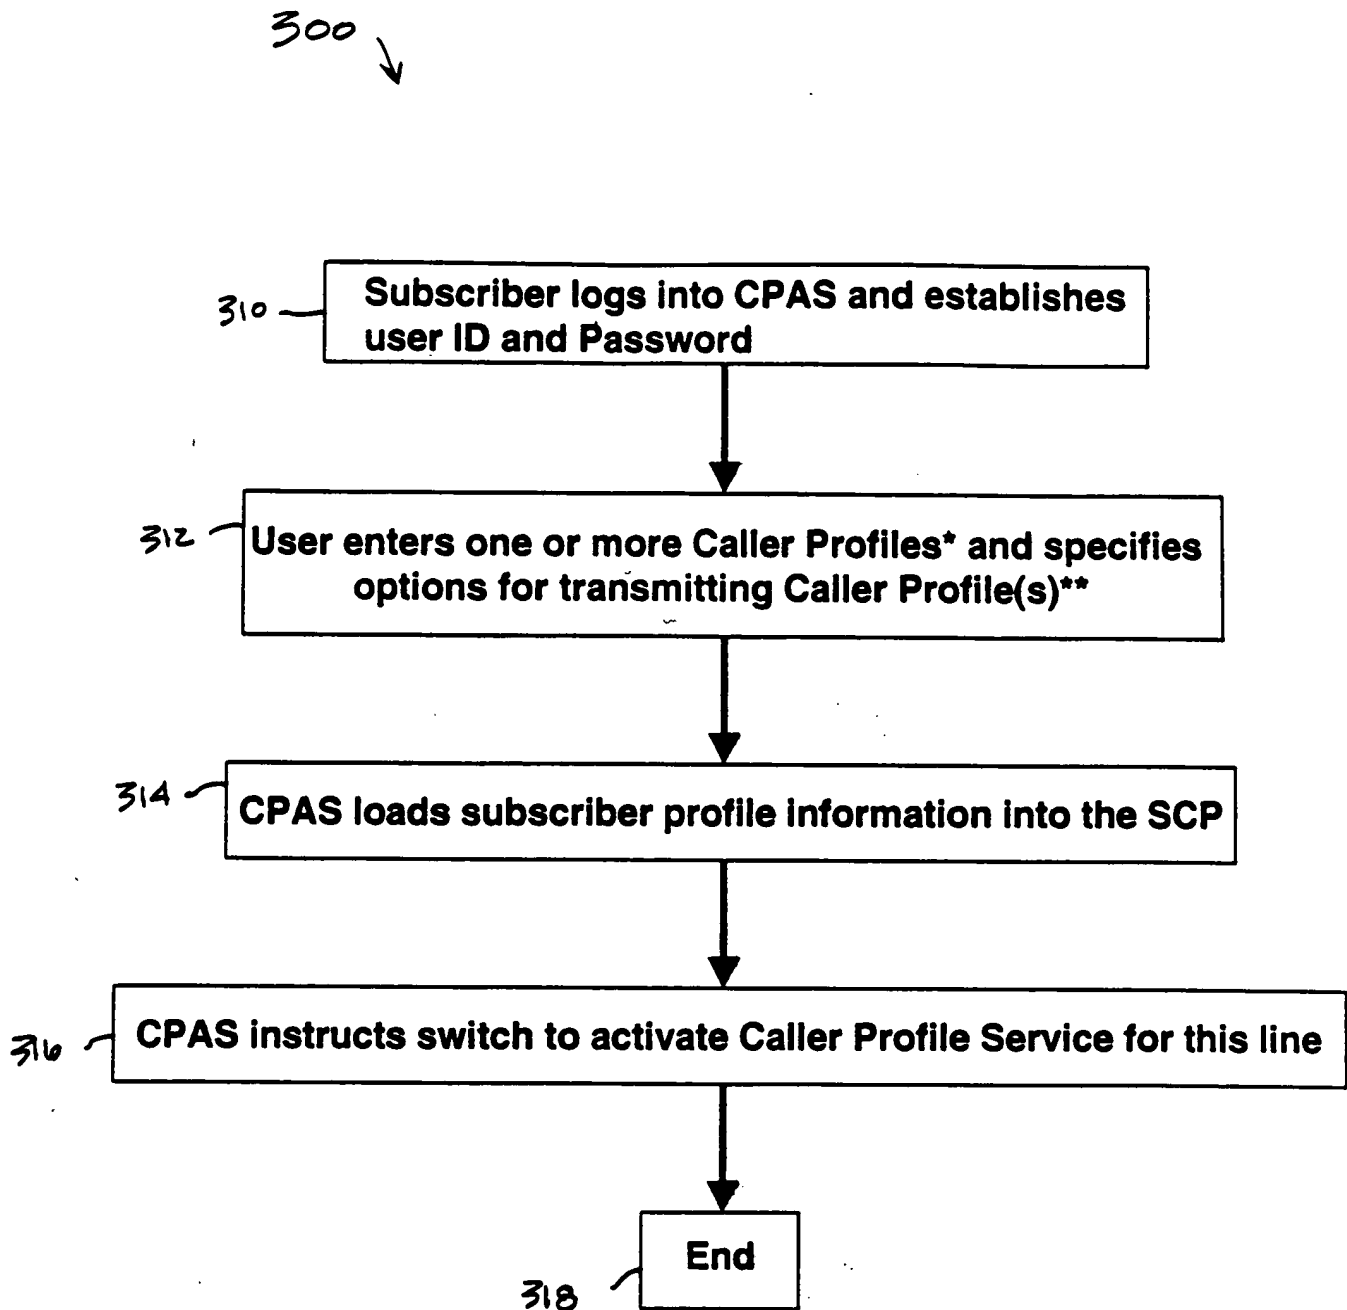 300
310
Subscriber logs into CPAS and establishes
user ID and Password
312
User enters one or more Caller Profiles* and specifies
options for transmitting Caller Profile(s)**
314
CPAS loads subscriber profile information into the SCP
316
CPAS instructs switch to activate Caller Profile Service for this line
End
318